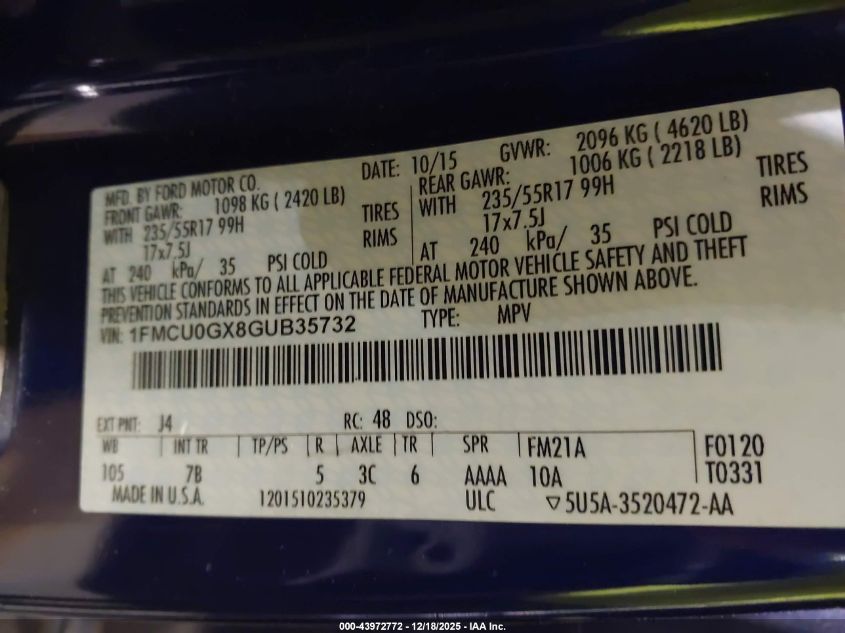 MFD. BY FORD MOTOR CO. DATE: 10/15 GVWR: 2096 KG ( 4620 LB)
FRONT GAWR: 1098 KG ( 2420 LB) REAR GAWR: 1006 KG ( 2218 LB)
WITH 235/55R17 99H TIRES WITH 235/55R17 99H TIRES
17x7.5J RIMS 17x7.5J RIMS
AT 240 kPa/ 35 PSI COLD AT 240 kPa/ 35 PSI COLD
THIS VEHICLE CONFORMS TO ALL APPLICABLE FEDERAL MOTOR VEHICLE SAFETY AND THEFT
PREVENTION STANDARDS IN EFFECT ON THE DATE OF MANUFACTURE SHOWN ABOVE.
VIN: 1FMCU0GX8GUB35732 TYPE: MPV
EXT PNT: J4 RC: 48 DSO:
WB INT TR TP/PS R AXLE TR SPR FM21A F0120
105 7B 5 3C 6 AAAA 10A T0331
MADE IN U.S.A. 1201510235379 ULC ▽5U5A-3520472-AA
000-43972772 - 12/18/2025 - IAA Inc.